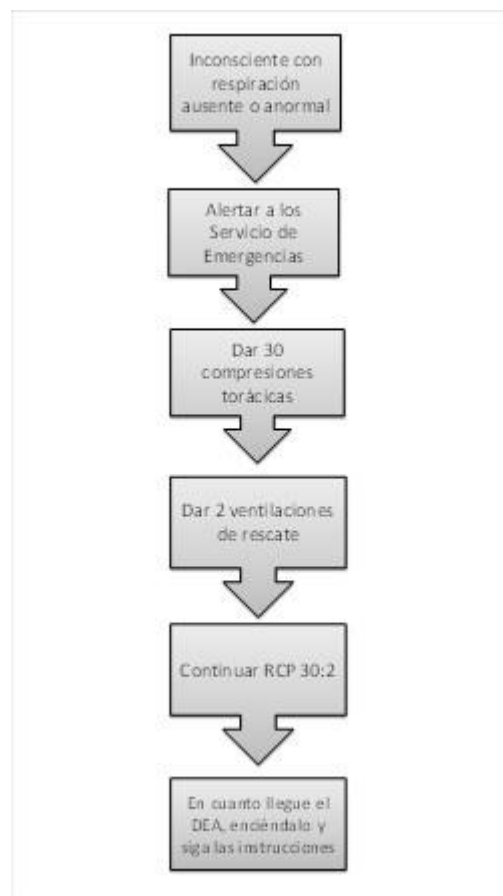 Inconsciente con
respiración
ausente o anormal
Alertar a los
Servicio de
Emergencias
Dar 30
compresiones
torácicas
Dar 2 ventilaciones
de rescate
Continuar RCP 30:2
En cuanto llegue el
DEA, enciéndalo y
siga las instrucciones